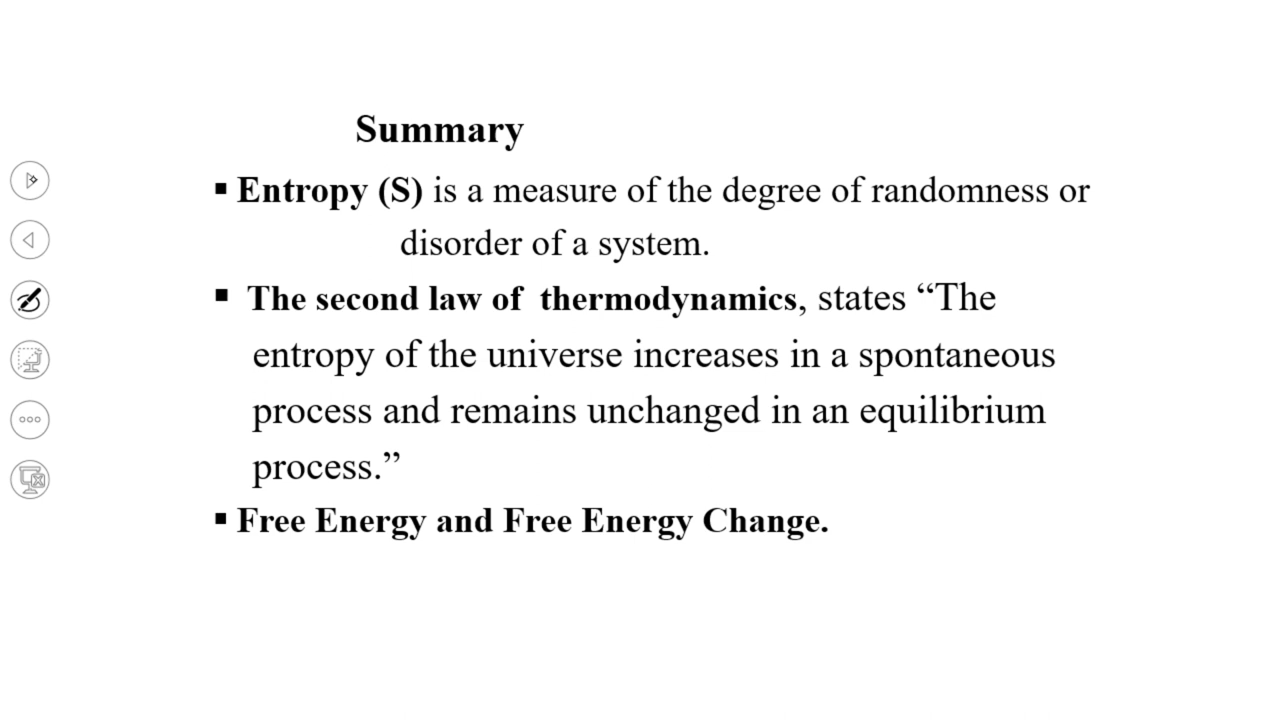 Summary
▪ Entropy (S) is a measure of the degree of randomness or
disorder of a system.
▪ The second law of thermodynamics, states “The
entropy of the universe increases in a spontaneous
process and remains unchanged in an equilibrium
process.”
▪ Free Energy and Free Energy Change.